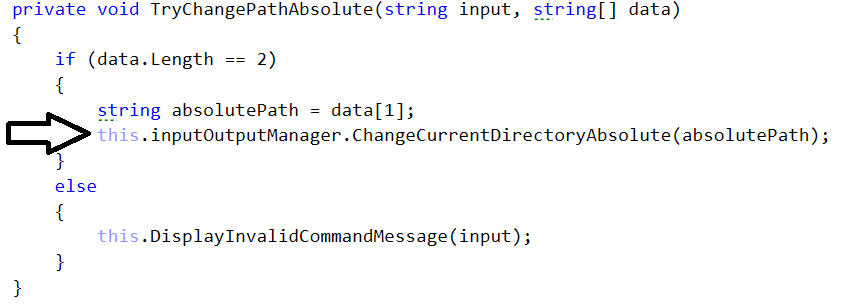 private void TryChangePathAbsolute(string input, string[] data)
{
    if (data.Length == 2)
    {
        string absolutePath = data[1];
        this.inputOutputManager.ChangeCurrentDirectoryAbsolute(absolutePath);
    }
    else
    {
        this.DisplayInvalidCommandMessage(input);
    }
}